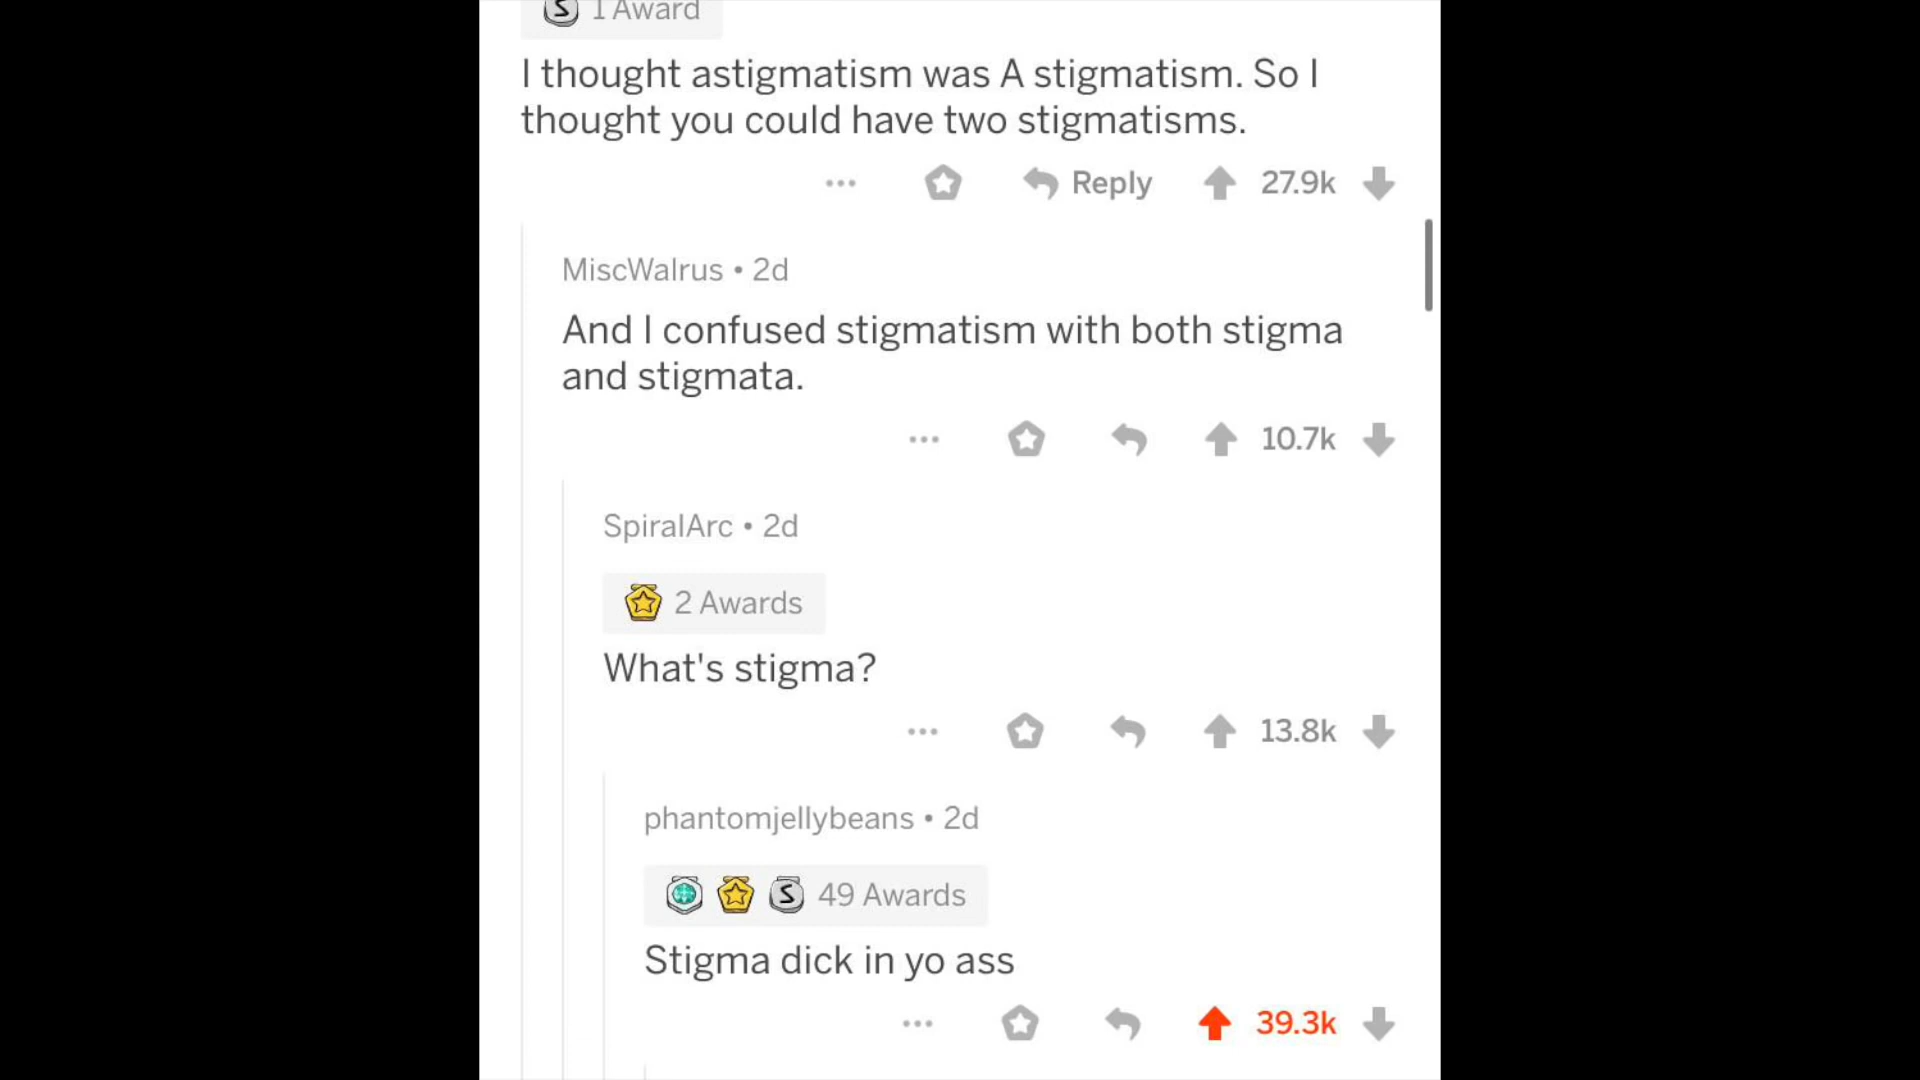 1 Award
I thought astigmatism was A stigmatism. So I
thought you could have two stigmatisms.
Reply 27.9k
MiscWalrus • 2d
And I confused stigmatism with both stigma
and stigmata.
10.7k
SpiralArc • 2d
2 Awards
What's stigma?
13.8k
phantomjellybeans • 2d
S 49 Awards
Stigma dick in yo ass
39.3k